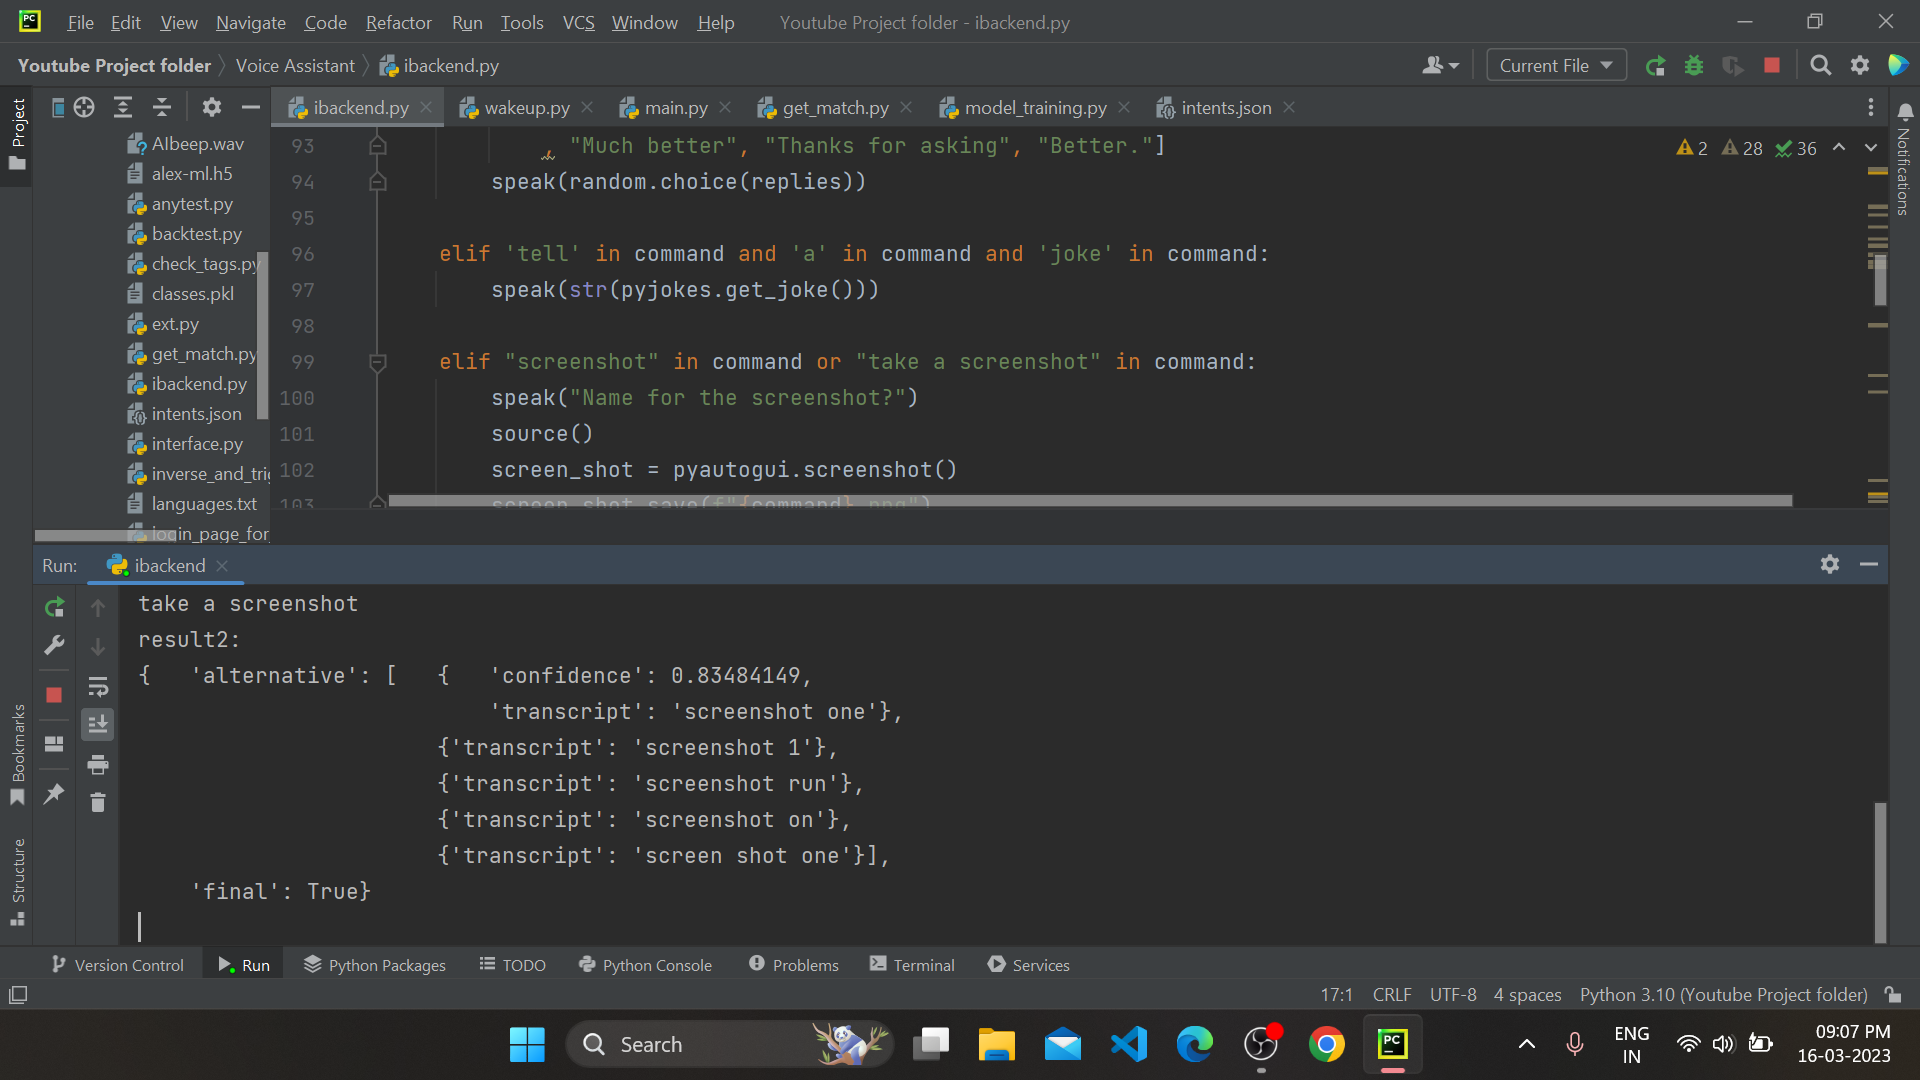 PC File Edit View Navigate Code Refactor Run Tools VCS Window Help Youtube Project folder - ibackend.py
Youtube Project folder Voice Assistant ibackend.py Current File
Project
ibackend.py wakeup.py main.py get_match.py model_training.py intents.json
AIbeep.wav
alex-ml.h5
anytest.py
backtest.py
check_tags.py
classes.pkl
ext.py
get_match.py
ibackend.py
intents.json
interface.py
inverse_and_trig
languages.txt
login_page_for_
93 , "Much better", "Thanks for asking", "Better."]
94 speak(random.choice(replies))
95
96 elif 'tell' in command and 'a' in command and 'joke' in command:
97 speak(str(pyjokes.get_joke()))
98
99 elif "screenshot" in command or "take a screenshot" in command:
100 speak("Name for the screenshot?")
101 source()
102 screen_shot = pyautogui.screenshot()
103 screen_shot.save(f"{command}.png")
2 28 36
Notifications
Run: ibackend
take a screenshot
result2:
{ 'alternative': [ { 'confidence': 0.83484149,
'transcript': 'screenshot one'},
{'transcript': 'screenshot 1'},
{'transcript': 'screenshot run'},
{'transcript': 'screenshot on'},
{'transcript': 'screen shot one'}],
'final': True}
Bookmarks
Structure
Version Control Run Python Packages TODO Python Console Problems Terminal Services
17:1 CRLF UTF-8 4 spaces Python 3.10 (Youtube Project folder)
Search
PC
ENG
IN
09:07 PM
16-03-2023